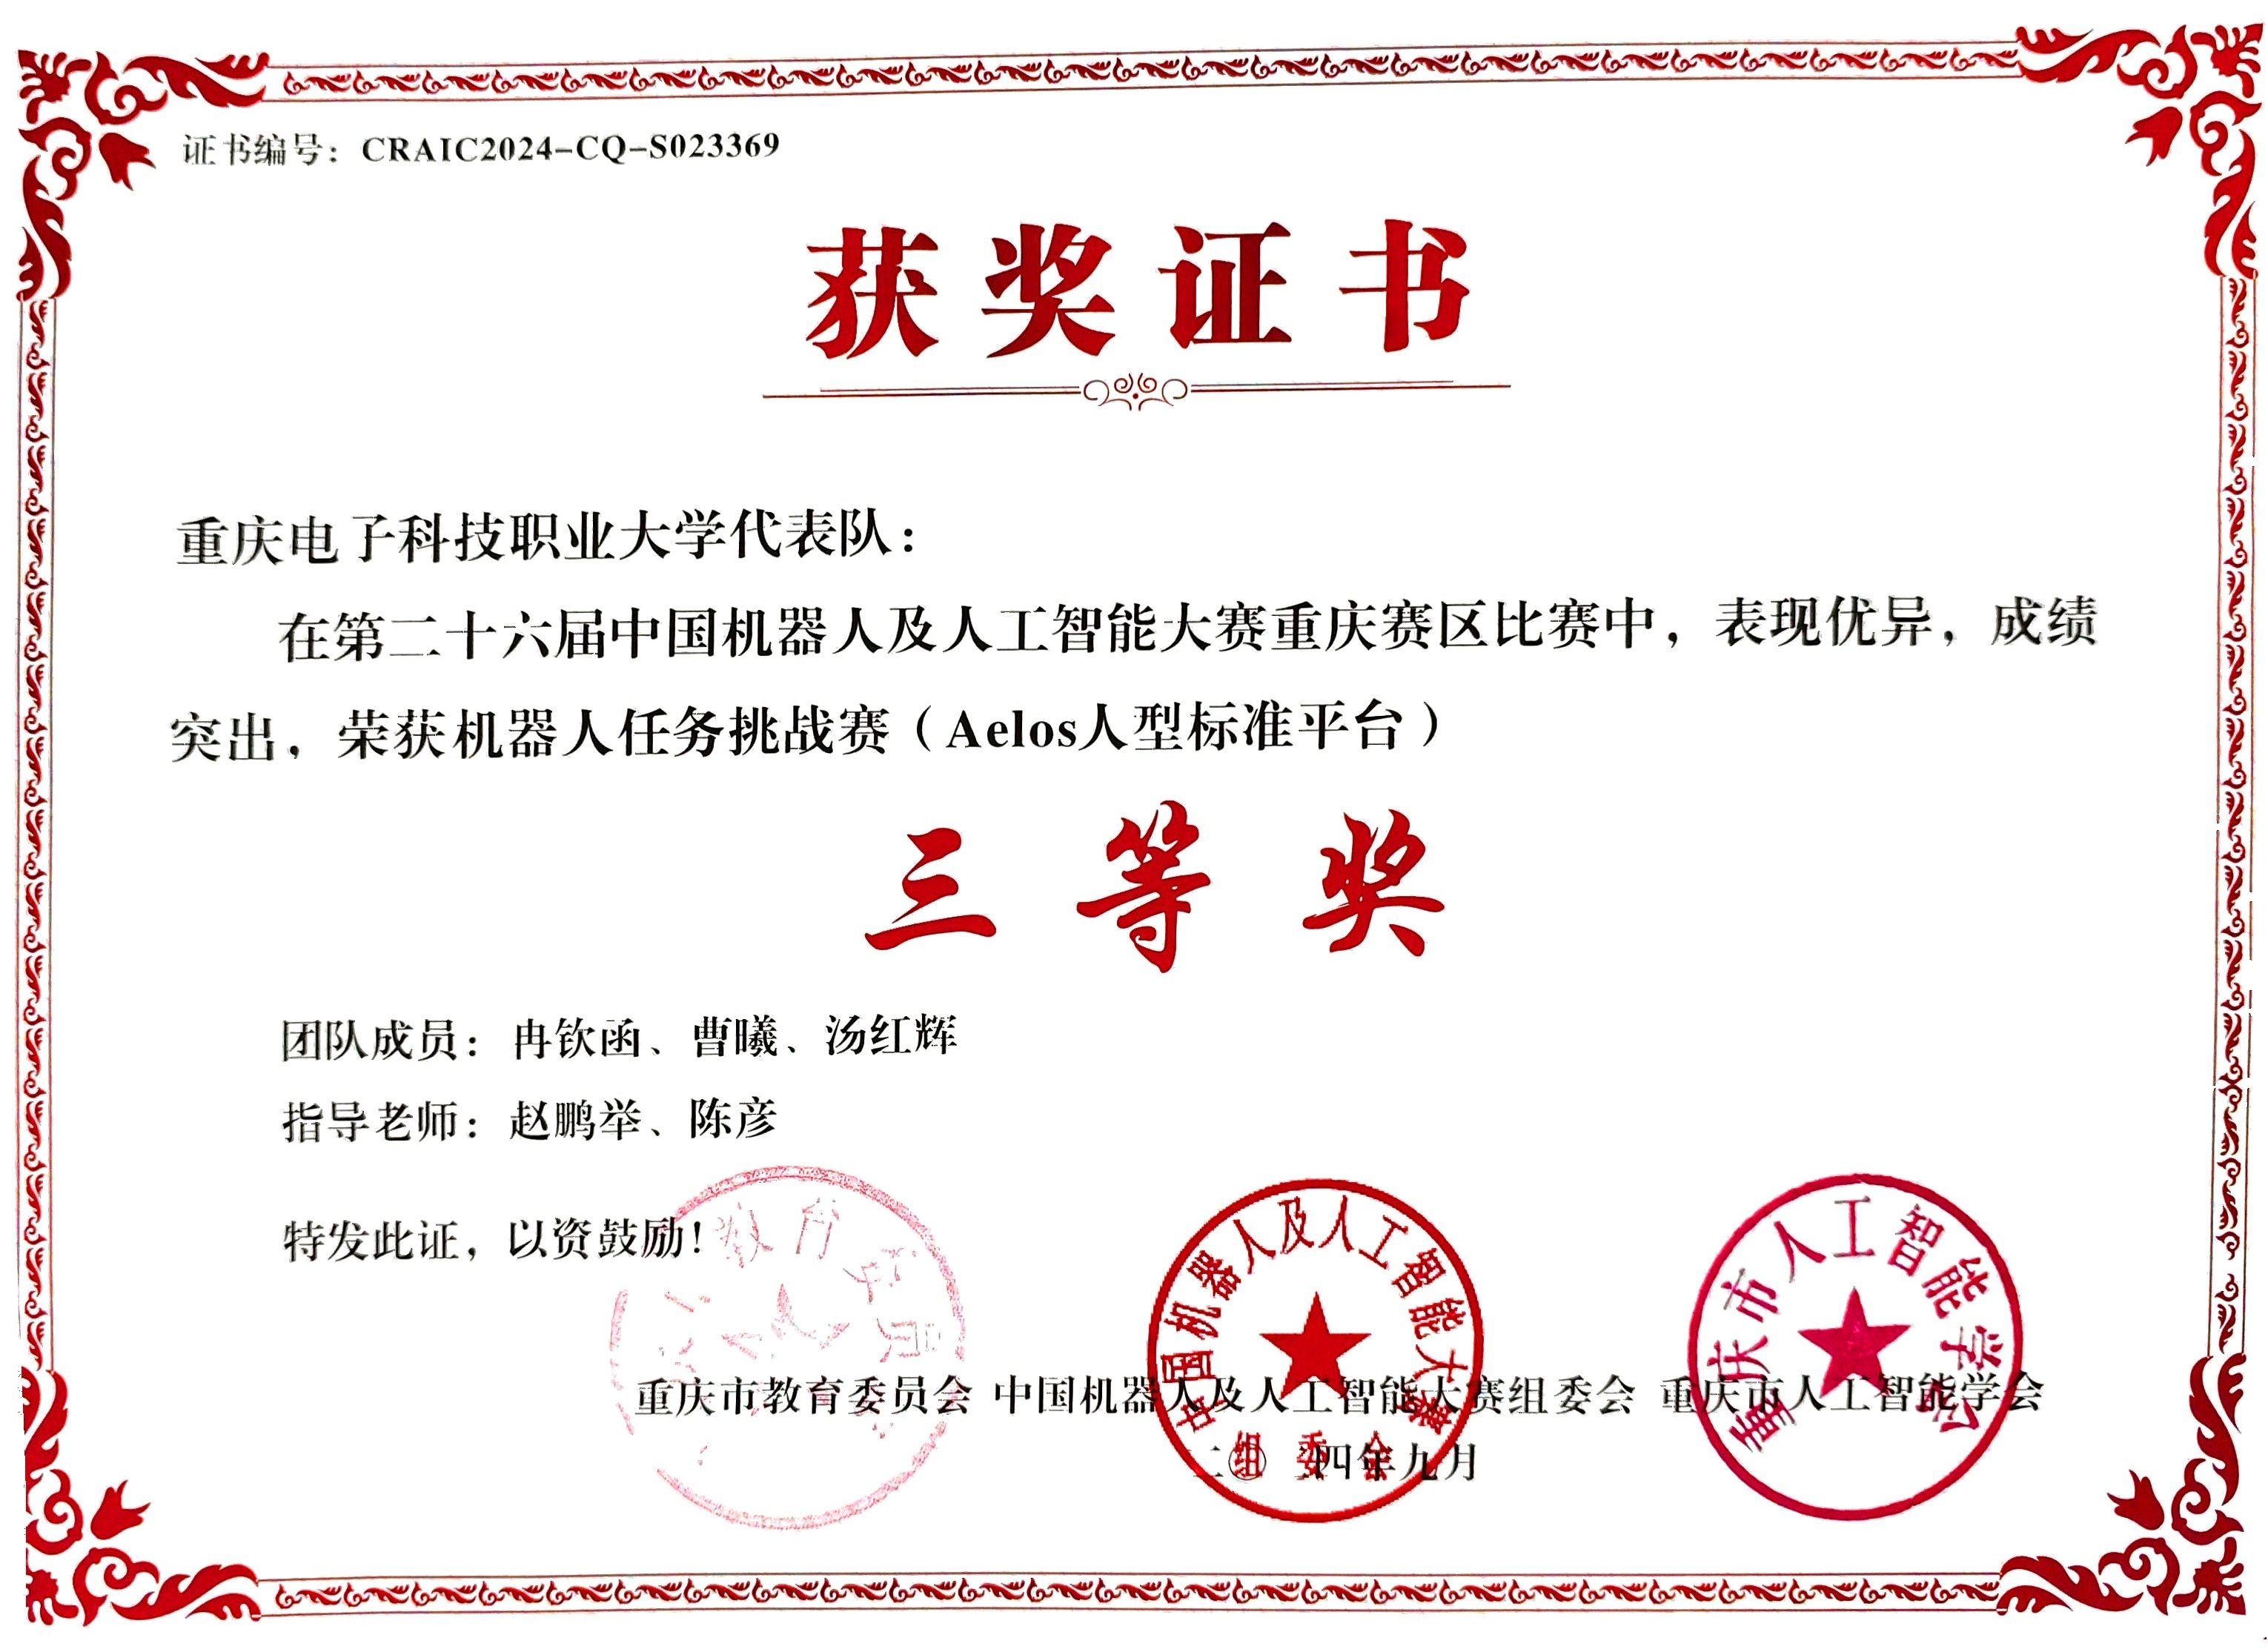 证书编号：CRAIC2024-CQ-S023369
获奖证书
重庆电子科技职业大学代表队：
在第二十六届中国机器人及人工智能大赛重庆赛区比赛中，表现优异，成绩
突出，荣获机器人任务挑战赛（Aelos人型标准平台）
三等奖
团队成员：冉钦函、曹曦、汤红辉
指导老师：赵鹏举、陈彦
特发此证，以资鼓励！
教育委员
中国机器人及人工智能大赛
组委会
重庆市人工智能学会
重庆市教育委员会 中国机器人及人工智能大赛组委会 重庆市人工智能学会
二〇二四年九月